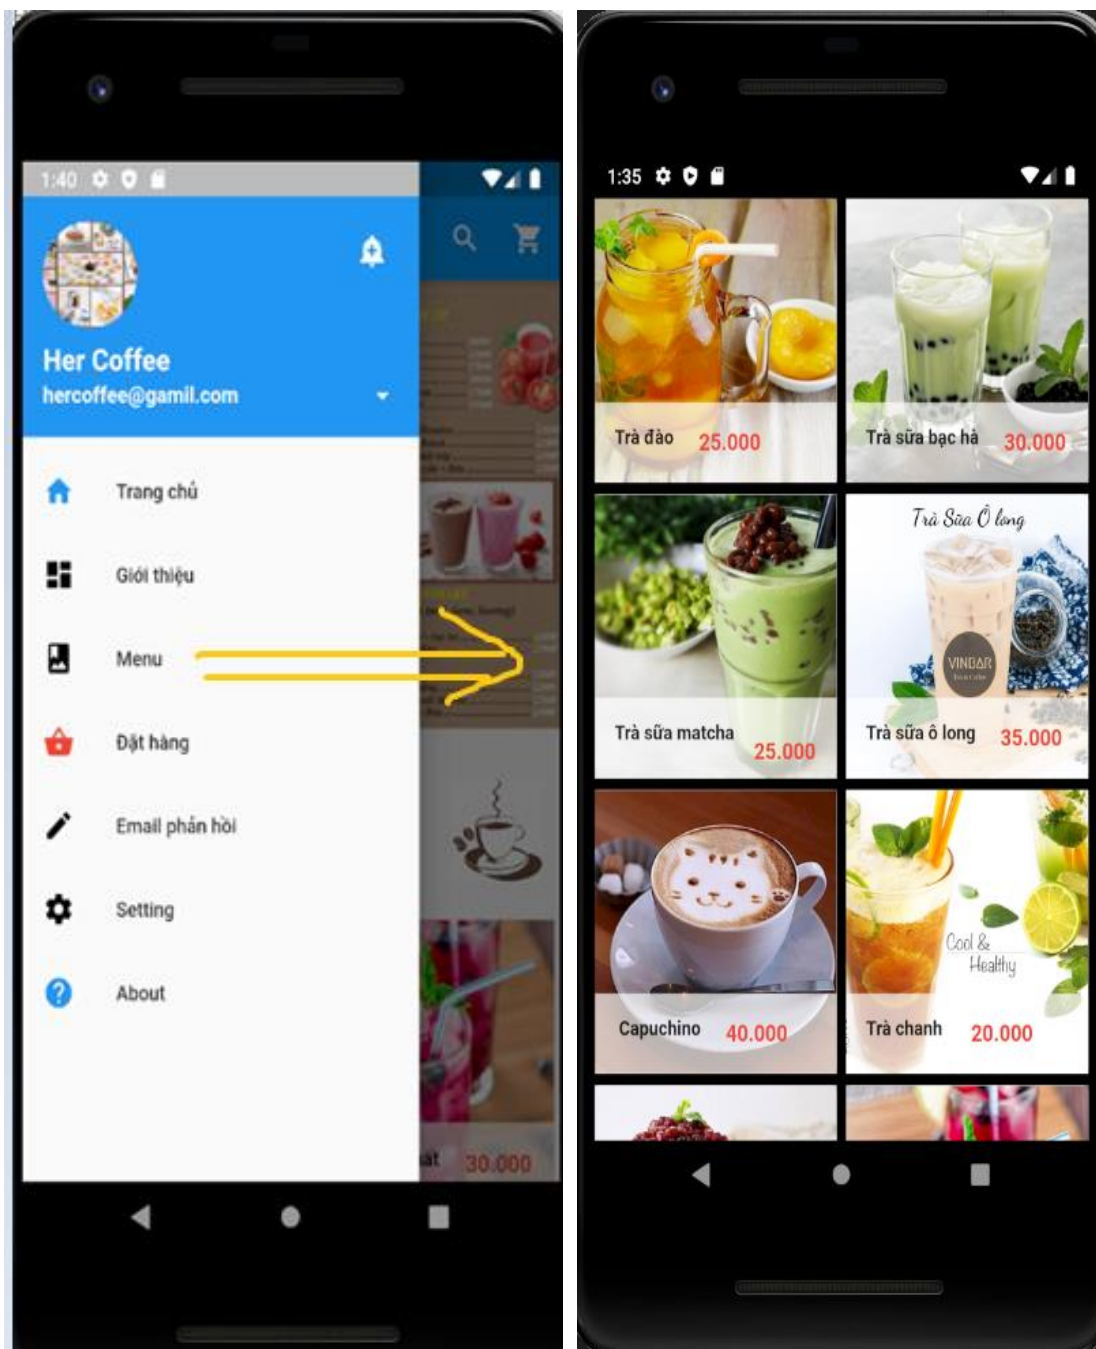 1:40
Her Coffee
hercoffee@gamil.com
Trang chủ
Giới thiệu
Menu
Đặt hàng
Email phản hồi
Setting
About
30.000
1:35
Trà đào 25.000
Trà sữa bạc hà 30.000
Trà Sữa Ô long
VINBAR
Trà sữa matcha 25.000
Trà sữa ô long 35.000
Cool &
Healthy
Capuchino 40.000
Trà chanh 20.000